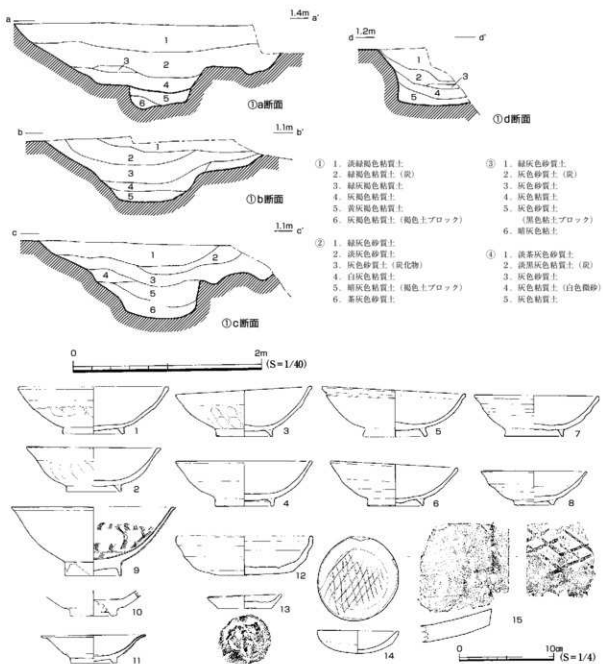 a
1.4m
a'
1
2
3
4
5
6
①a断面
d
1.2m
d'
1
2
3
4
5
①d断面
b
1.1m
b'
1
2
3
4
5
①b断面
c
1.1m
c'
1
2
3
4
5
6
①c断面
① 1. 淡緑褐色粘質土
2. 緑褐色粘質土(炭)
3. 緑灰褐色粘質土
4. 灰褐色粘質土
5. 黄灰褐色粘質土
6. 灰褐色粘質土(褐色土ブロック)
② 1. 緑灰色砂質土
2. 淡灰色砂質土
3. 灰色砂質土(炭化物)
4. 白灰色粘質土
5. 暗灰色粘質土(褐色土ブロック)
6. 茶灰色砂質土
③ 1. 緑灰色砂質土
2. 灰色砂質土(炭)
3. 灰色砂質土
4. 灰色砂質土
5. 灰色砂質土
(黒色粘土ブロック)
6. 暗灰色粘土
④ 1. 淡茶灰色砂質土
2. 淡黒灰色粘質土(炭)
3. 灰色砂質土
4. 灰色粘質土(白色微砂)
5. 灰色粘質土
0
2m
(S=1/40)
1
3
5
7
2
4
6
8
9
10
11
12
13
14
15
0
10cm
(S=1/4)